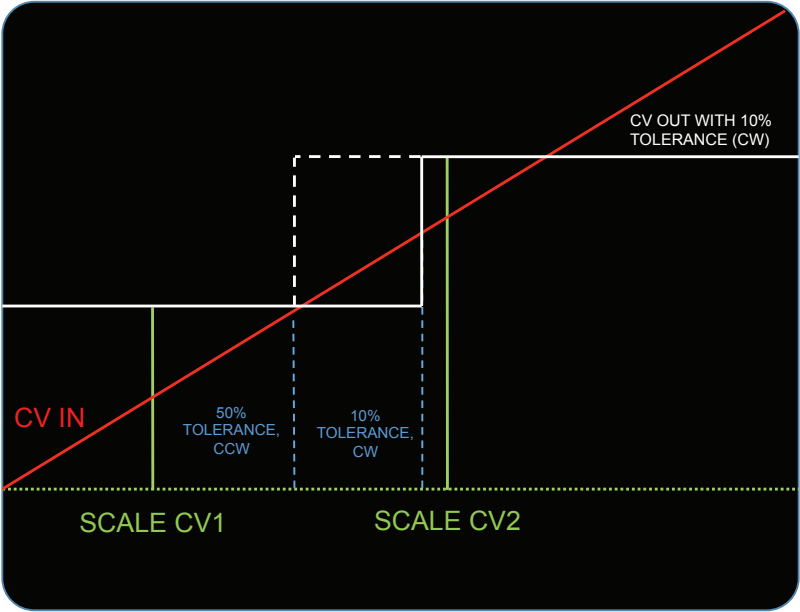 CV OUT WITH 10%
TOLERANCE (CW)
CV IN
50%
TOLERANCE,
CCW
10%
TOLERANCE,
CW
SCALE CV1
SCALE CV2